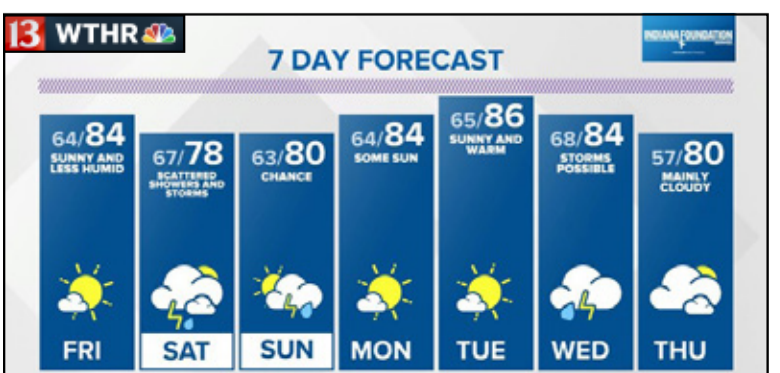 13 WTHR
INDIANA FOUNDATION
7 DAY FORECAST
64/84
SUNNY AND
LESS HUMID
FRI
67/78
SCATTERED
SHOWERS AND
STORMS
SAT
63/80
CHANCE
SUN
64/84
SOME SUN
MON
65/86
SUNNY AND
WARM
TUE
68/84
STORMS
POSSIBLE
WED
57/80
MAINLY
CLOUDY
THU